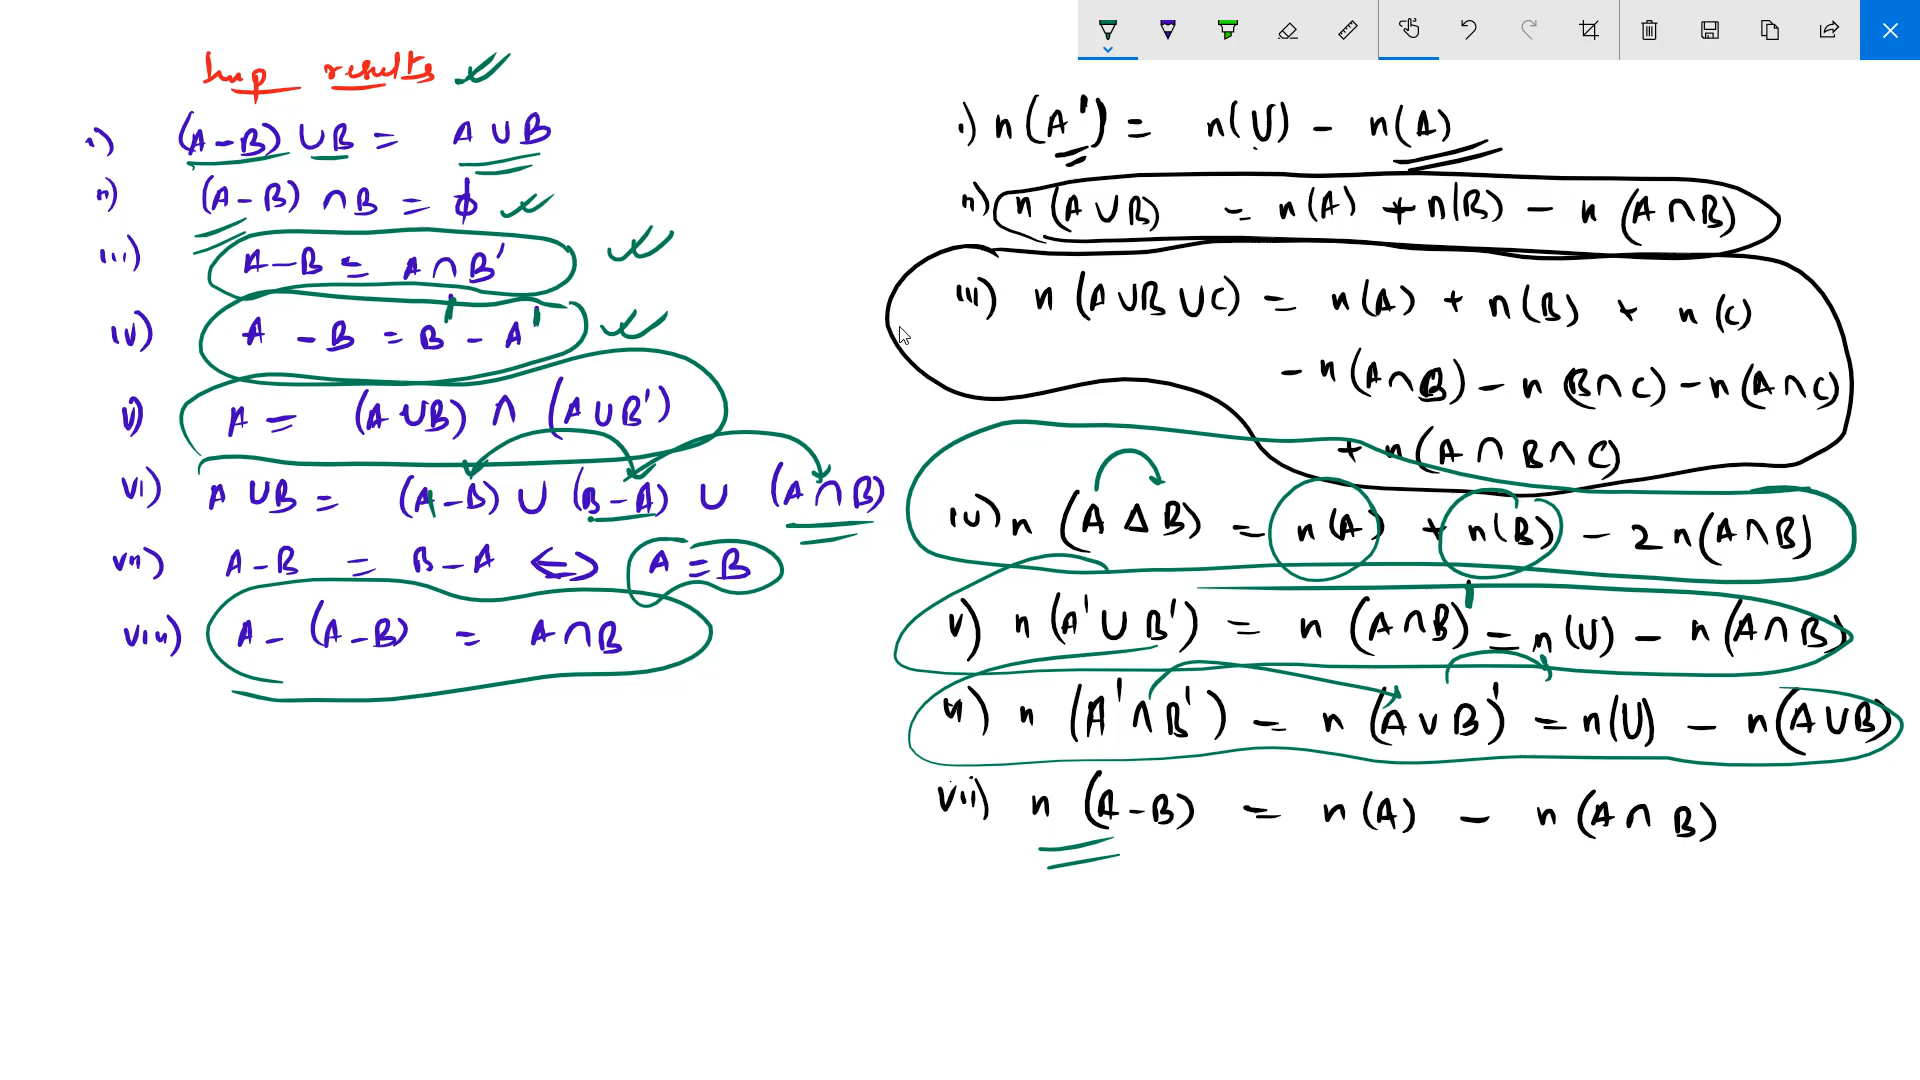 Imp results
i) (A-B) ∪ B = A ∪ B
ii) (A-B) ∩ B = ϕ
iii) A-B = A ∩ B'
iv) A - B = B' - A'
v) A = (A ∪ B) ∩ (A ∪ B')
vi) A ∪ B = (A-B) ∪ (B-A) ∪ (A ∩ B)
vii) A-B = B-A ⟺ A = B
viii) A - (A-B) = A ∩ B
i) n(A') = n(U) - n(A)
ii) n(A ∪ B) = n(A) + n(B) - n(A ∩ B)
iii) n(A ∪ B ∪ C) = n(A) + n(B) + n(C)
- n(A ∩ B) - n(B ∩ C) - n(A ∩ C)
+ n(A ∩ B ∩ C)
iv) n(A Δ B) = n(A) + n(B) - 2n(A ∩ B)
v) n(A' ∪ B') = n(A ∩ B)' = n(U) - n(A ∩ B)
vi) n(A' ∩ B') = n(A ∪ B)' = n(U) - n(A ∪ B)
vii) n(A-B) = n(A) - n(A ∩ B)